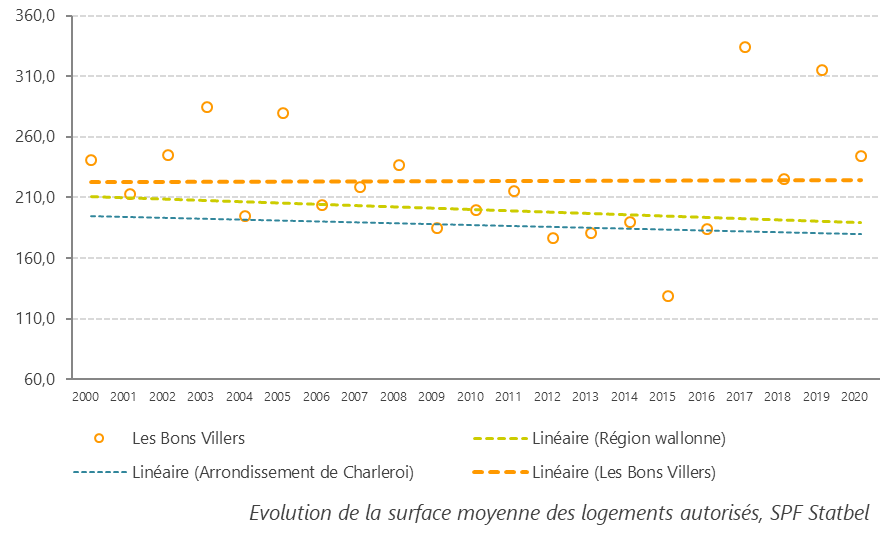 360,0
310,0
260,0
210,0
160,0
110,0
60,0
2000 2001 2002 2003 2004 2005 2006 2007 2008 2009 2010 2011 2012 2013 2014 2015 2016 2017 2018 2019 2020
Les Bons Villers Linéaire (Région wallonne)
Linéaire (Arrondissement de Charleroi) Linéaire (Les Bons Villers)
Evolution de la surface moyenne des logements autorisés, SPF Statbel